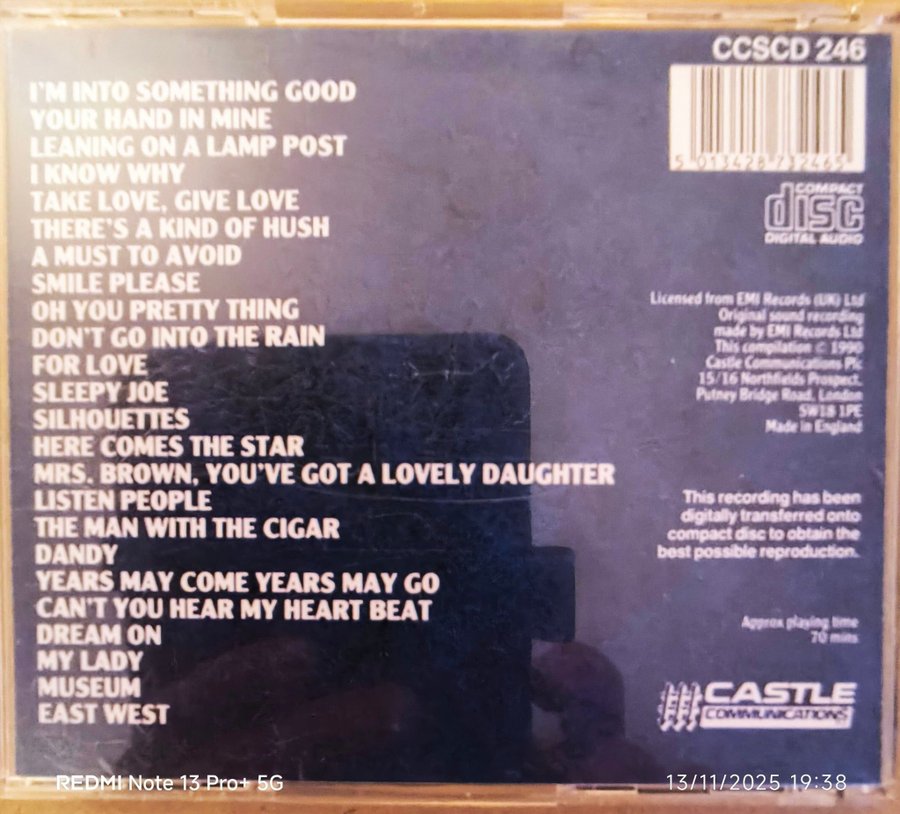 I'M INTO SOMETHING GOOD
YOUR HAND IN MINE
LEANING ON A LAMP POST
I KNOW WHY
TAKE LOVE, GIVE LOVE
THERE'S A KIND OF HUSH
A MUST TO AVOID
SMILE PLEASE
OH YOU PRETTY THING
DON'T GO INTO THE RAIN
FOR LOVE
SLEEPY JOE
SILHOUETTES
HERE COMES THE STAR
MRS. BROWN, YOU'VE GOT A LOVELY DAUGHTER
LISTEN PEOPLE
THE MAN WITH THE CIGAR
DANDY
YEARS MAY COME YEARS MAY GO
CAN'T YOU HEAR MY HEART BEAT
DREAM ON
MY LADY
MUSEUM
EAST WEST
CCSCD 246
5 013428 732465
COMPACT
disc
DIGITAL AUDIO
Licensed from EMI Records (UK) Ltd
Original sound recording
made by EMI Records Ltd
This compilation © 1990
Castle Communications Plc
15/16 Northfields Prospect,
Putney Bridge Road, London
SW18 1PE
Made in England
This recording has been
digitally transferred onto
compact disc to obtain the
best possible reproduction.
Approx playing time
70 mins
CASTLE
COMMUNICATIONS
REDMI Note 13 Pro+ 5G
13/11/2025 19:38